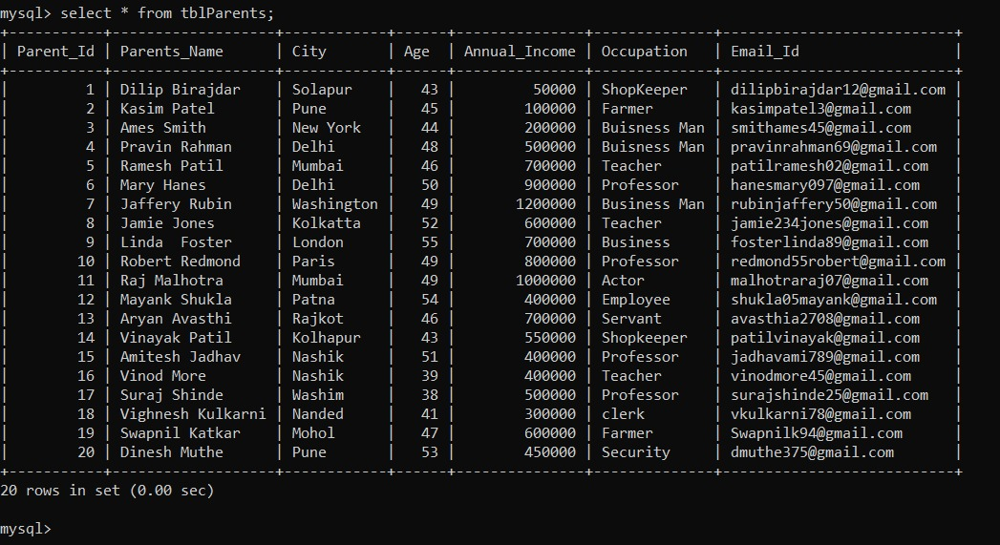 mysql> select * from tblParents;
+-----------+-------------------+------------+------+---------------+--------------+---------------------------+
| Parent_Id | Parents_Name      | City       | Age  | Annual_Income | Occupation   | Email_Id                  |
+-----------+-------------------+------------+------+---------------+--------------+---------------------------+
|         1 | Dilip Birajdar    | Solapur    |   43 |         50000 | ShopKeeper   | dilipbirajdar12@gmail.com |
|         2 | Kasim Patel       | Pune       |   45 |        100000 | Farmer       | kasimpatel3@gmail.com     |
|         3 | Ames Smith        | New York   |   44 |        200000 | Buisness Man | smithames45@gmail.com     |
|         4 | Pravin Rahman     | Delhi      |   48 |        500000 | Buisness Man | pravinrahman69@gmail.com  |
|         5 | Ramesh Patil      | Mumbai     |   46 |        700000 | Teacher      | patilramesh02@gmail.com   |
|         6 | Mary Hanes        | Delhi      |   50 |        900000 | Professor    | hanesmary097@gmail.com    |
|         7 | Jaffery Rubin     | Washington |   49 |       1200000 | Business Man | rubinjaffery50@gmail.com  |
|         8 | Jamie Jones       | Kolkatta   |   52 |        600000 | Teacher      | jamie234jones@gmail.com   |
|         9 | Linda  Foster     | London     |   55 |        700000 | Business     | fosterlinda89@gmail.com   |
|        10 | Robert Redmond    | Paris      |   49 |        800000 | Professor    | redmond55robert@gmail.com |
|        11 | Raj Malhotra      | Mumbai     |   49 |       1000000 | Actor        | malhotraraj07@gmail.com   |
|        12 | Mayank Shukla     | Patna      |   54 |        400000 | Employee     | shukla05mayank@gmail.com  |
|        13 | Aryan Avasthi     | Rajkot     |   46 |        700000 | Servant      | avasthia2708@gmail.com    |
|        14 | Vinayak Patil     | Kolhapur   |   43 |        550000 | Shopkeeper   | patilvinayak@gmail.com    |
|        15 | Amitesh Jadhav    | Nashik     |   51 |        400000 | Professor    | jadhavami789@gmail.com    |
|        16 | Vinod More        | Nashik     |   39 |        400000 | Teacher      | vinodmore45@gmail.com     |
|        17 | Suraj Shinde      | Washim     |   38 |        500000 | Professor    | surajshinde25@gmail.com   |
|        18 | Vighnesh Kulkarni | Nanded     |   41 |        300000 | clerk        | vkulkarni78@gmail.com     |
|        19 | Swapnil Katkar    | Mohol      |   47 |        600000 | Farmer       | Swapnilk94@gmail.com      |
|        20 | Dinesh Muthe      | Pune       |   53 |        450000 | Security     | dmuthe375@gmail.com       |
+-----------+-------------------+------------+------+---------------+--------------+---------------------------+
20 rows in set (0.00 sec)
mysql>